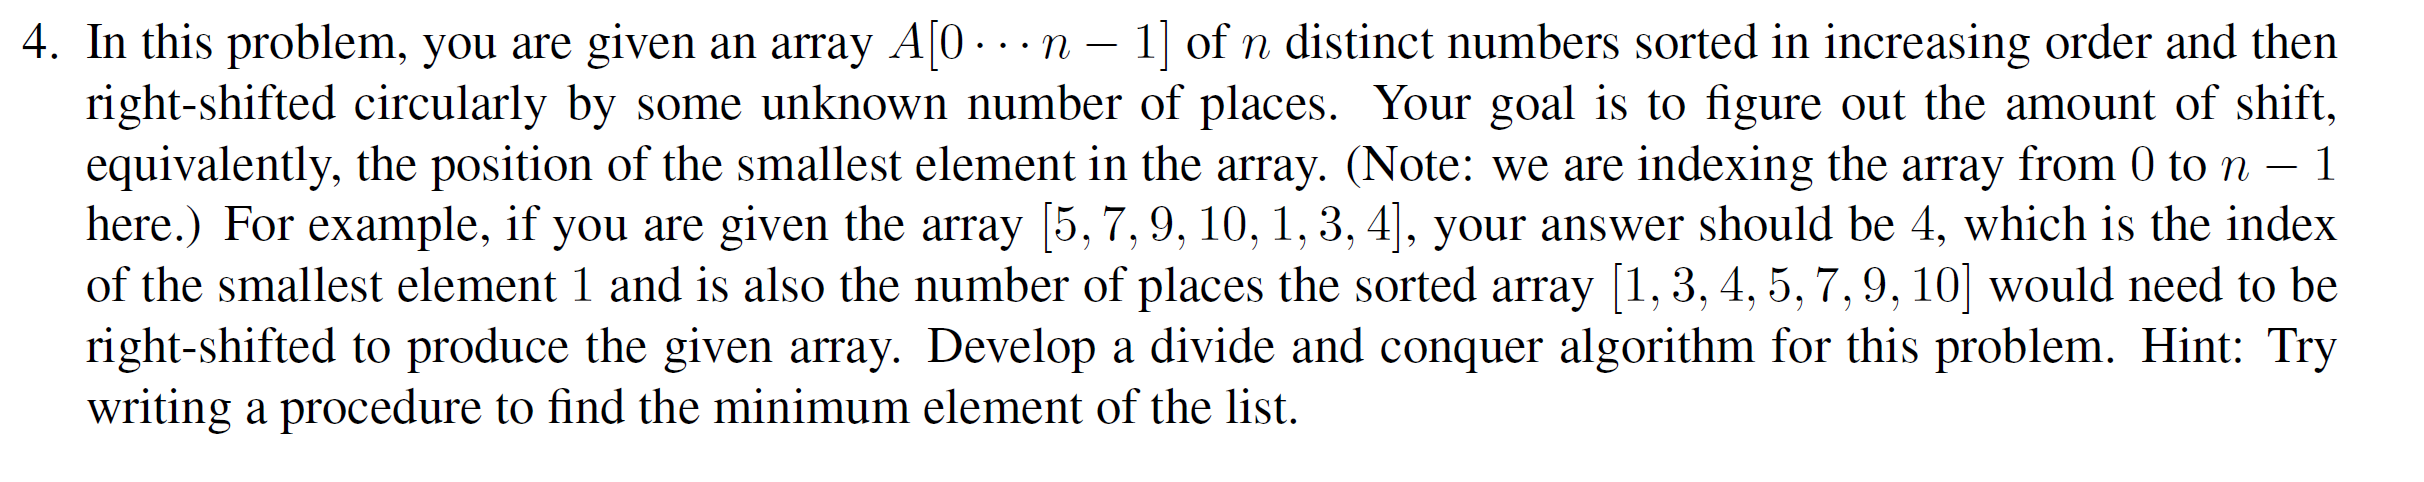 4. In this problem, you are given an array A[0 · · · n − 1] of n distinct numbers sorted in increasing order and then
right-shifted circularly by some unknown number of places. Your goal is to figure out the amount of shift,
equivalently, the position of the smallest element in the array. (Note: we are indexing the array from 0 to n − 1
here.) For example, if you are given the array [5, 7, 9, 10, 1, 3, 4], your answer should be 4, which is the index
of the smallest element 1 and is also the number of places the sorted array [1, 3, 4, 5, 7, 9, 10] would need to be
right-shifted to produce the given array. Develop a divide and conquer algorithm for this problem. Hint: Try
writing a procedure to find the minimum element of the list.